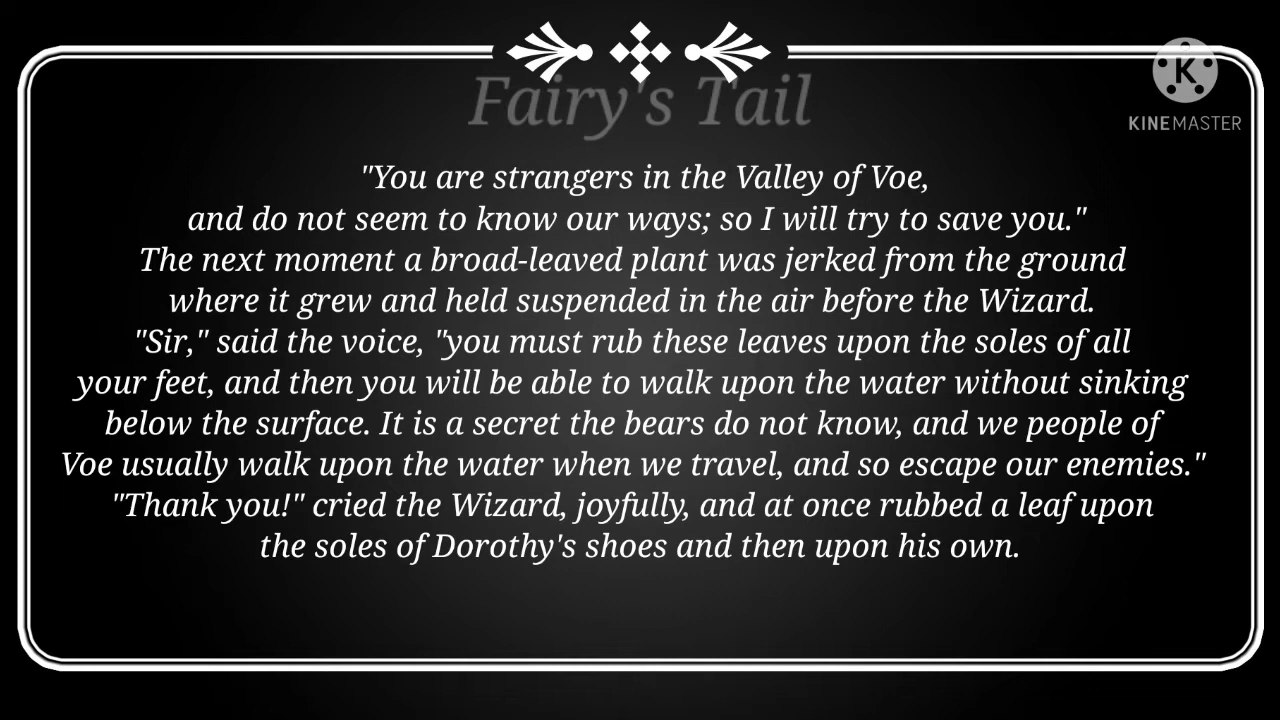 Fairy's Tail
K
KINEMASTER
"You are strangers in the Valley of Voe,
and do not seem to know our ways; so I will try to save you."
The next moment a broad-leaved plant was jerked from the ground
where it grew and held suspended in the air before the Wizard.
"Sir," said the voice, "you must rub these leaves upon the soles of all
your feet, and then you will be able to walk upon the water without sinking
below the surface. It is a secret the bears do not know, and we people of
Voe usually walk upon the water when we travel, and so escape our enemies."
"Thank you!" cried the Wizard, joyfully, and at once rubbed a leaf upon
the soles of Dorothy's shoes and then upon his own.